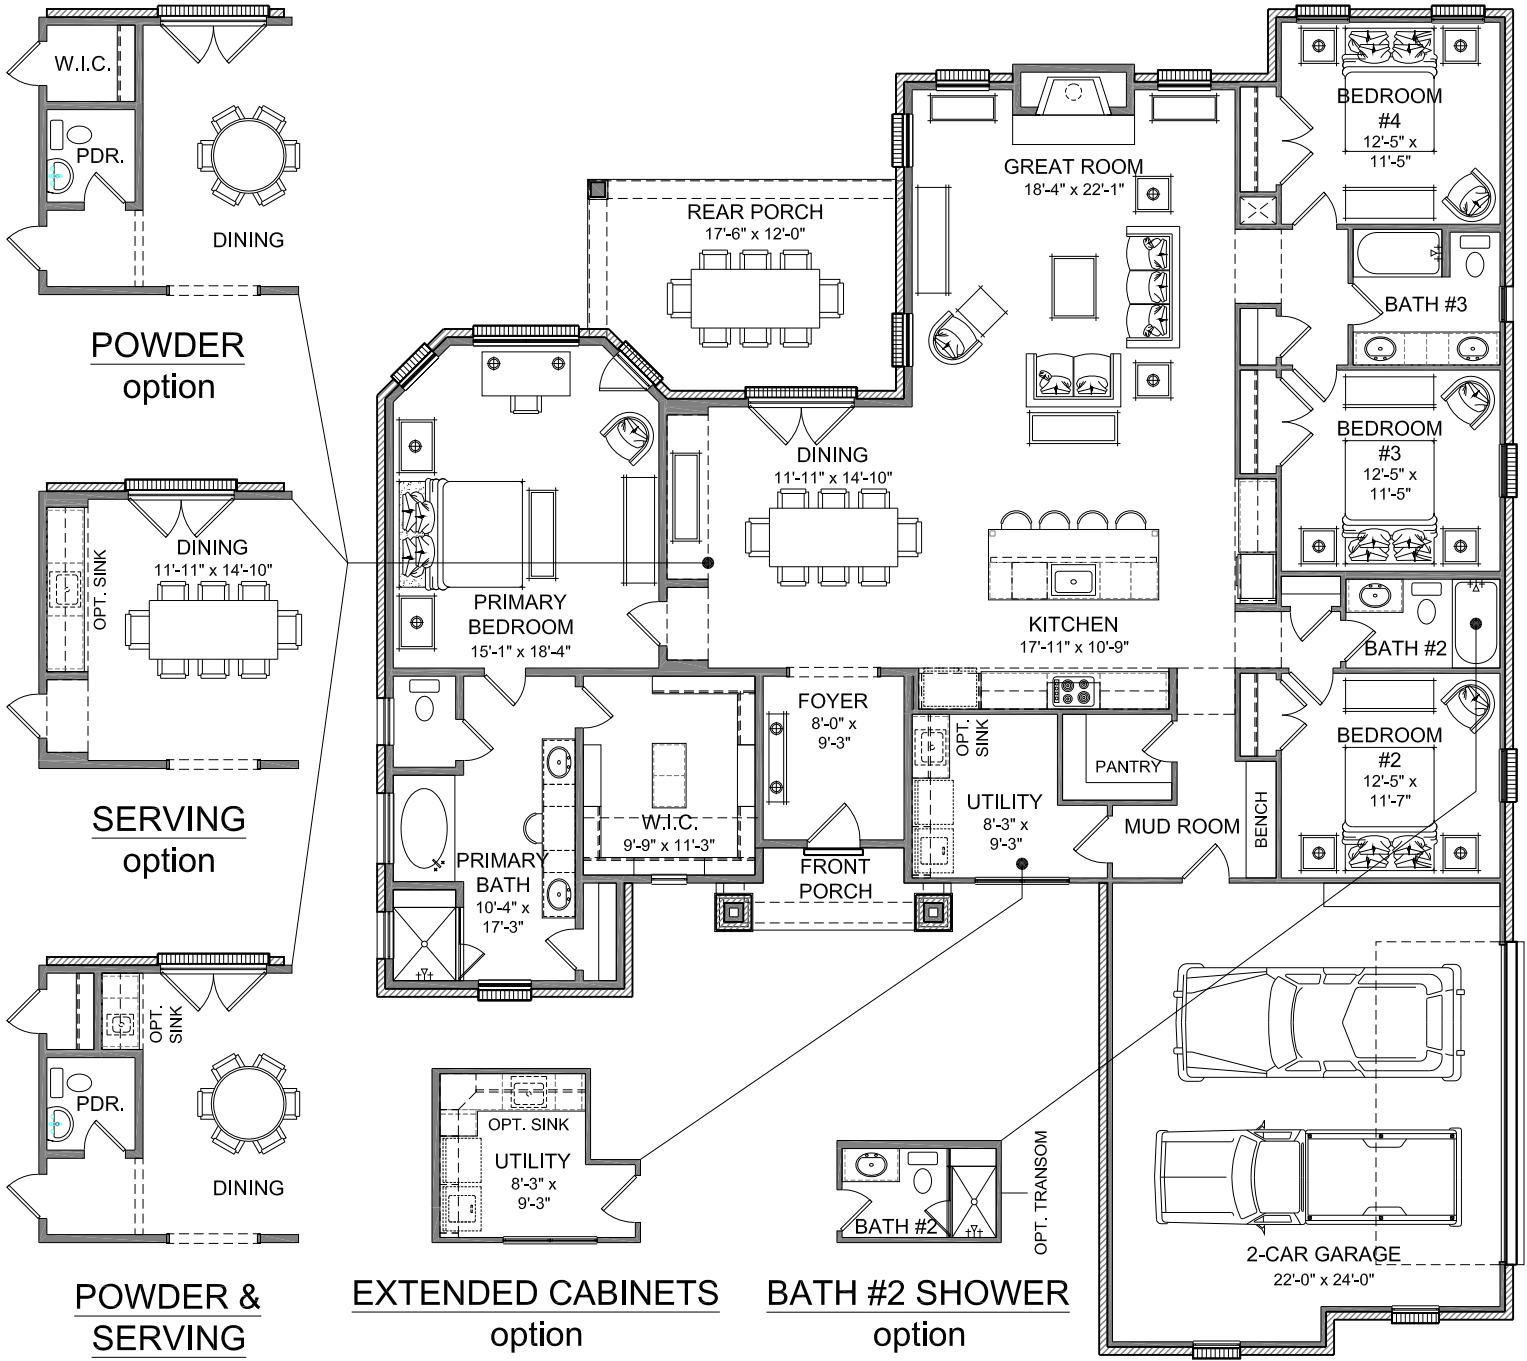 W.I.C.
PDR.
DINING
POWDER
option
DINING
11'-11" x 14'-10"
OPT. SINK
SERVING
option
OPT.
SINK
PDR.
DINING
POWDER &
SERVING
REAR PORCH
17'-6" x 12'-0"
GREAT ROOM
18'-4" x 22'-1"
BEDROOM
#4
12'-5" x
11'-5"
BATH #3
BEDROOM
#3
12'-5" x
11'-5"
DINING
11'-11" x 14'-10"
PRIMARY
BEDROOM
15'-1" x 18'-4"
KITCHEN
17'-11" x 10'-9"
BATH #2
FOYER
8'-0" x
9'-3"
OPT.
SINK
PANTRY
UTILITY
8'-3" x
9'-3"
MUD ROOM
BENCH
BEDROOM
#2
12'-5" x
11'-7"
W.I.C.
9'-9" x 11'-3"
PRIMARY
BATH
10'-4" x
17'-3"
FRONT
PORCH
OPT. SINK
UTILITY
8'-3" x
9'-3"
EXTENDED CABINETS
option
BATH #2
OPT. TRANSOM
BATH #2 SHOWER
option
2-CAR GARAGE
22'-0" x 24'-0"